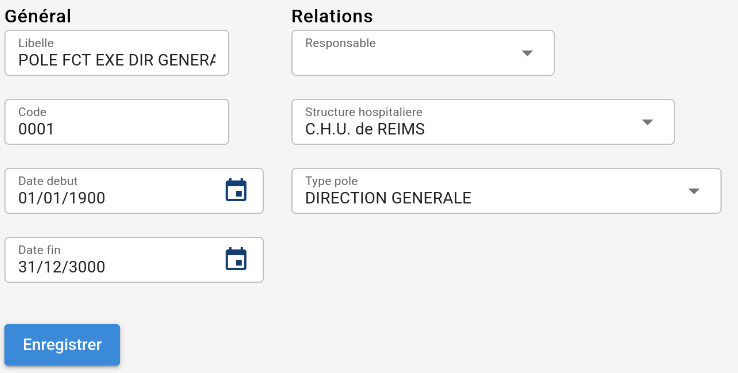 Général
Libelle
POLE FCT EXE DIR GENERA
Code
0001
Date debut
01/01/1900
Date fin
31/12/3000
Enregistrer
Relations
Responsable
Structure hospitaliere
C.H.U. de REIMS
Type pole
DIRECTION GENERALE